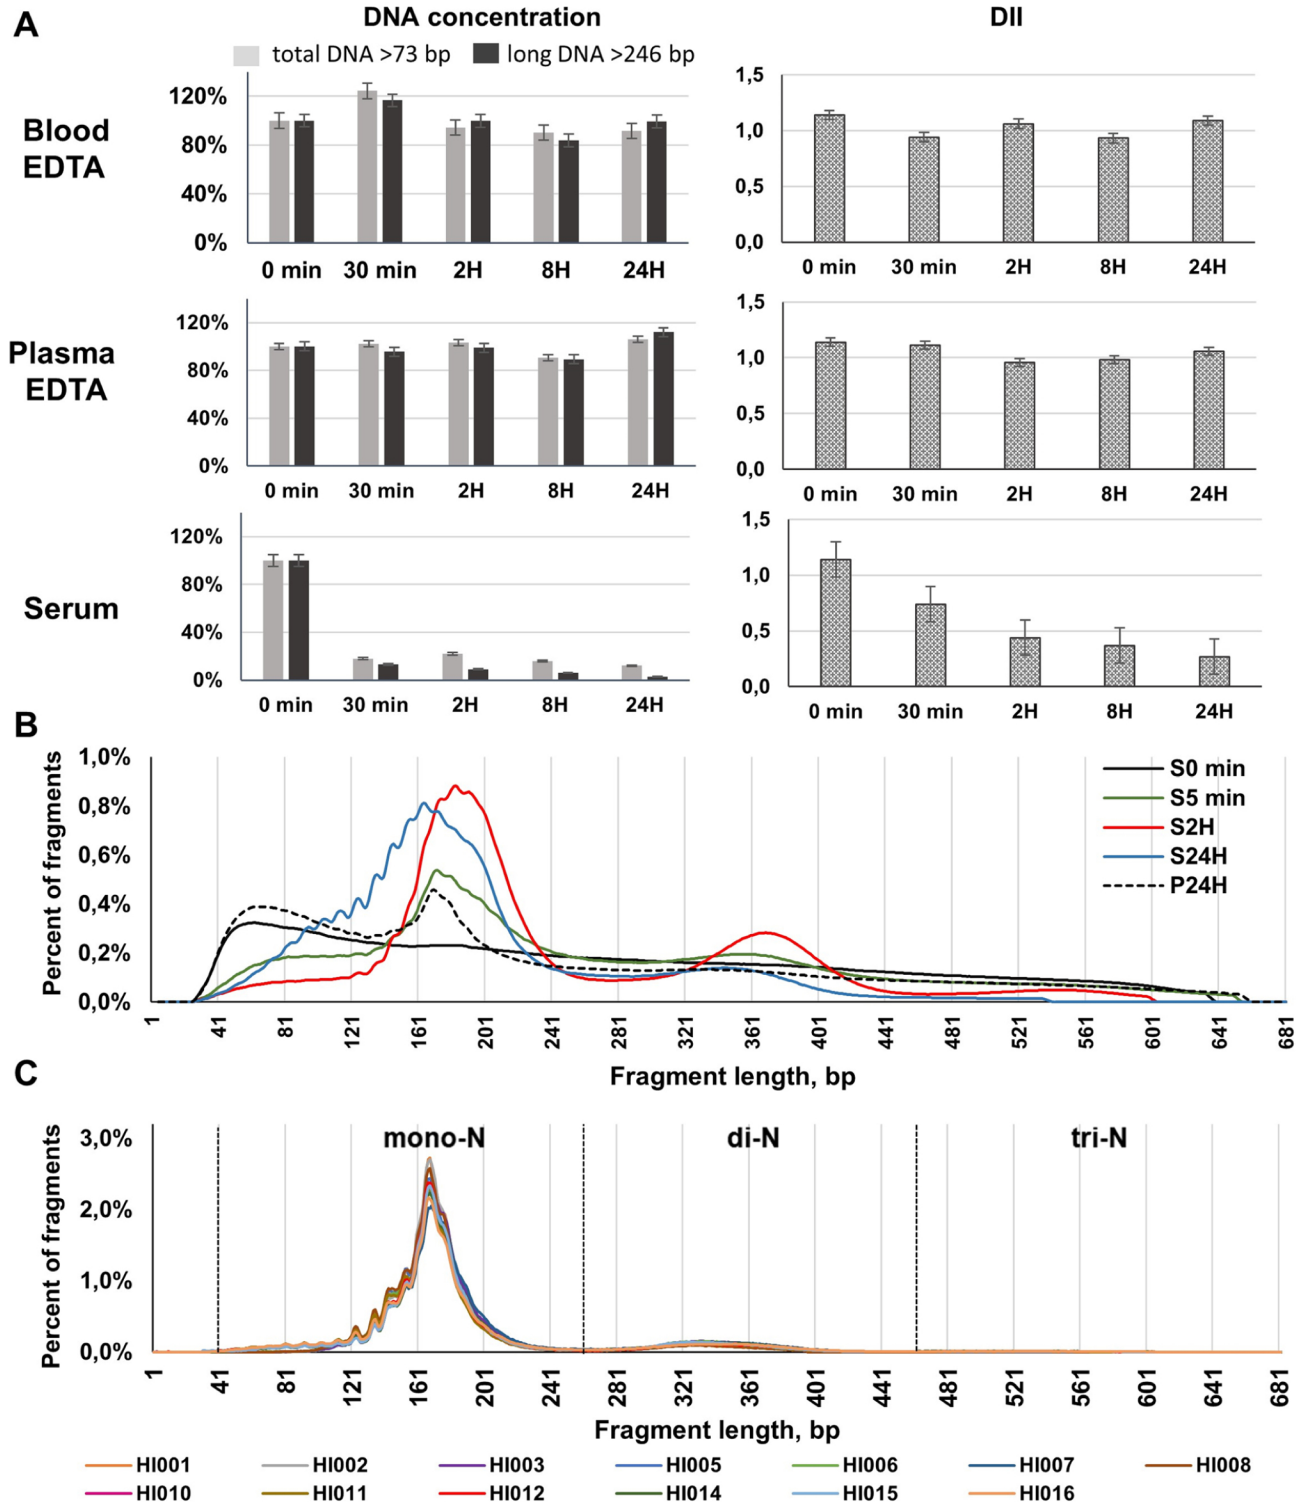 A
DNA concentration
DII
total DNA >73 bp
long DNA >246 bp
Blood
EDTA
120%
80%
40%
0%
0 min
30 min
2H
8H
24H
1,5
1,0
0,5
0,0
0 min
30 min
2H
8H
24H
Plasma
EDTA
120%
80%
40%
0%
0 min
30 min
2H
8H
24H
1,5
1,0
0,5
0,0
0 min
30 min
2H
8H
24H
Serum
120%
80%
40%
0%
0 min
30 min
2H
8H
24H
1,5
1,0
0,5
0,0
0 min
30 min
2H
8H
24H
B
Percent of fragments
1,0%
0,8%
0,6%
0,4%
0,2%
0,0%
S0 min
S5 min
S2H
S24H
P24H
1 41 81 121 161 201 241 281 321 361 401 441 481 521 561 601 641 681
Fragment length, bp
C
Percent of fragments
3,0%
2,0%
1,0%
0,0%
mono-N
di-N
tri-N
1 41 81 121 161 201 241 281 321 361 401 441 481 521 561 601 641 681
Fragment length, bp
HI001 HI002 HI003 HI005 HI006 HI007 HI008
HI010 HI011 HI012 HI014 HI015 HI016